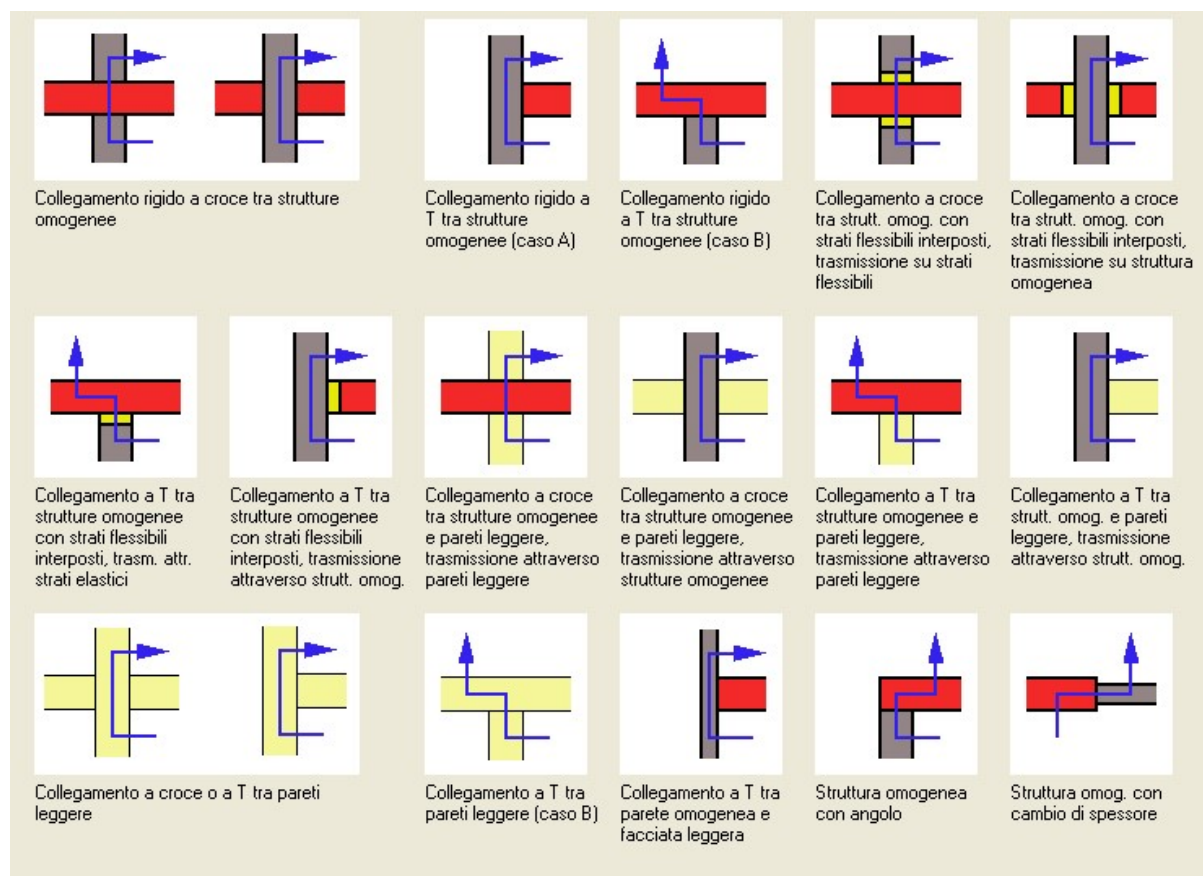 Collegamento rigido a croce tra strutture
omogenee
Collegamento rigido a
T tra strutture
omogenee (caso A)
Collegamento rigido
a T tra strutture
omogenee (caso B)
Collegamento a croce
tra strutt. omog. con
strati flessibili interposti,
trasmissione su strati
flessibili
Collegamento a croce
tra strutt. omog. con
strati flessibili interposti,
trasmissione su struttura
omogenea
Collegamento a T tra
strutture omogenee
con strati flessibili
interposti, trasm. attr.
strati elastici
Collegamento a T tra
strutture omogenee
con strati flessibili
interposti, trasmissione
attraverso strutt. omog.
Collegamento a croce
tra strutture omogenee
e pareti leggere,
trasmissione attraverso
pareti leggere
Collegamento a croce
tra strutture omogenee
e pareti leggere,
trasmissione attraverso
strutture omogenee
Collegamento a T tra
strutture omogenee e
pareti leggere,
trasmissione attraverso
pareti leggere
Collegamento a T tra
strutt. omog. e pareti
leggere, trasmissione
attraverso strutt. omog.
Collegamento a croce o a T tra pareti
leggere
Collegamento a T tra
pareti leggere (caso B)
Collegamento a T tra
parete omogenea e
facciata leggera
Struttura omogenea
con angolo
Struttura omog. con
cambio di spessore